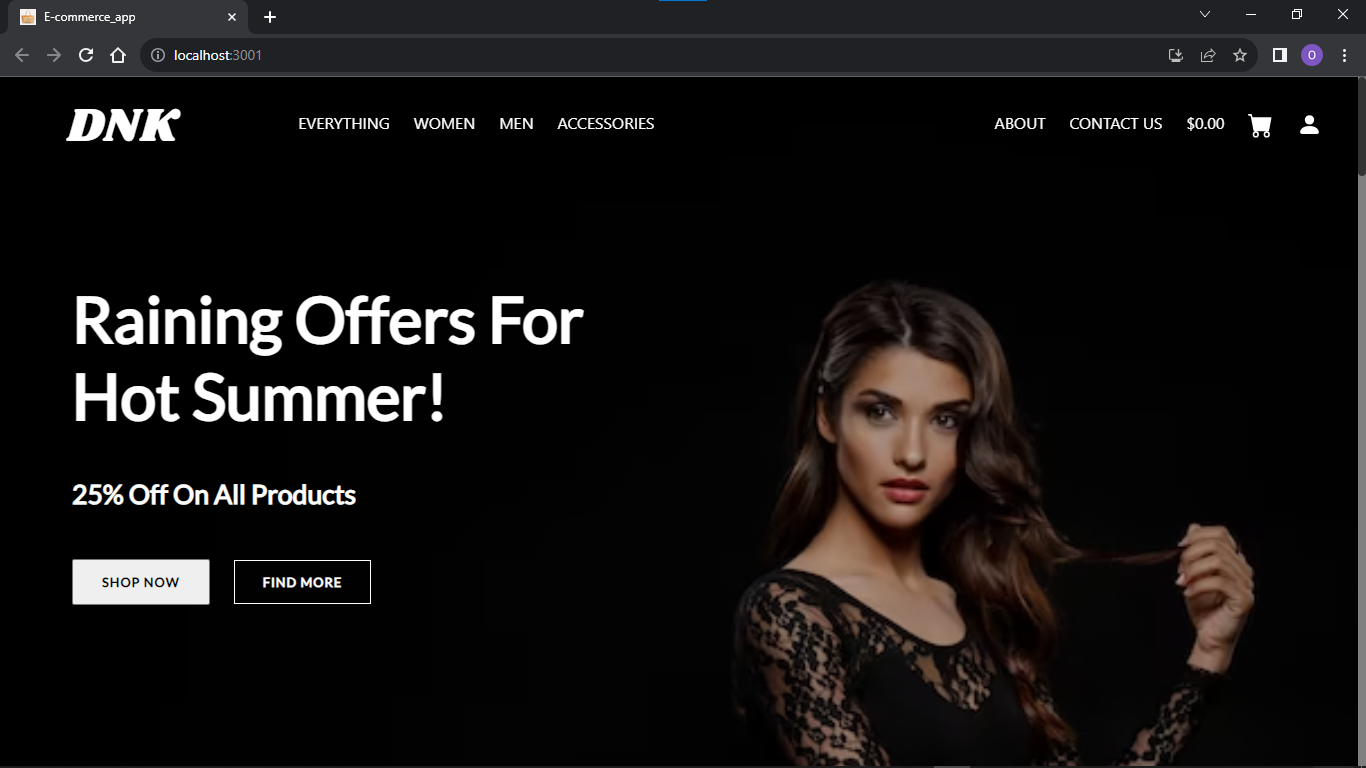 E-commerce_app
localhost:3001
O
DNK
EVERYTHING WOMEN MEN ACCESSORIES ABOUT CONTACT US $0.00
Raining Offers For
Hot Summer!
25% Off On All Products
SHOP NOW FIND MORE